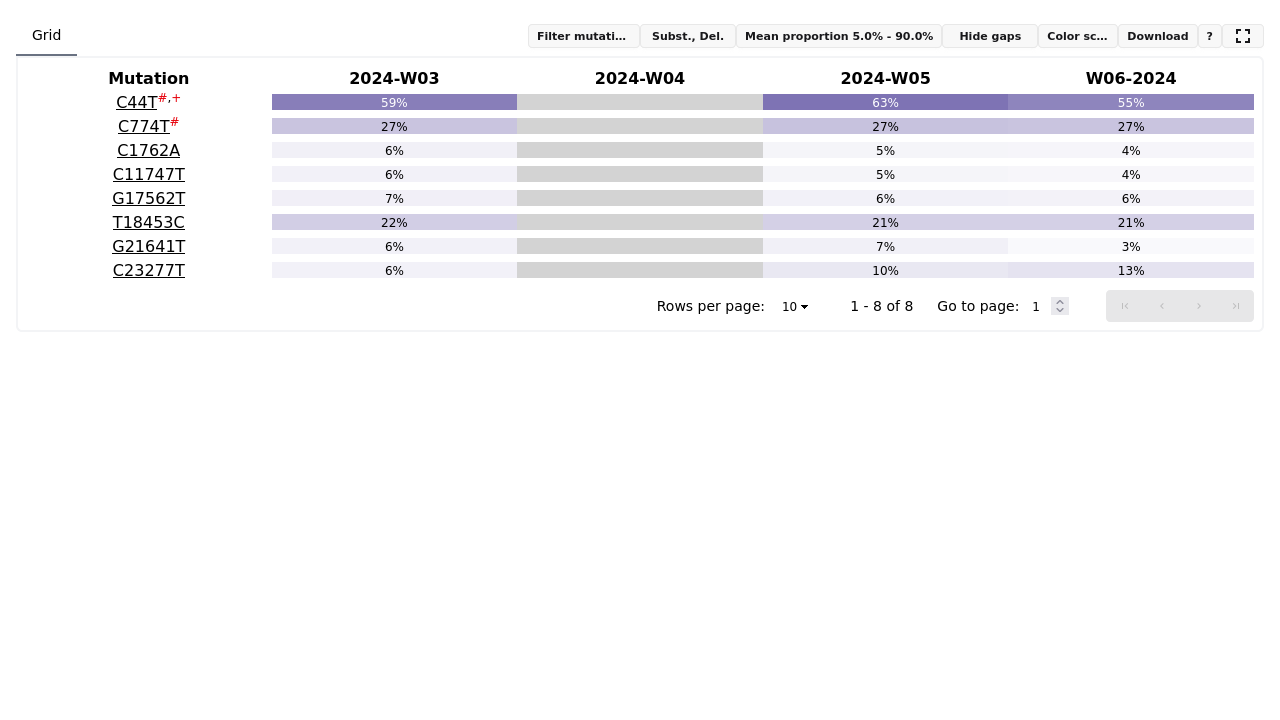 Grid
Filter mutati… Subst., Del. Mean proportion 5.0% - 90.0% Hide gaps Color sc… Download ?
Mutation 2024-W03 2024-W04 2024-W05 W06-2024
C44T#,+ 59% 63% 55%
C774T# 27% 27% 27%
C1762A 6% 5% 4%
C11747T 6% 5% 4%
G17562T 7% 6% 6%
T18453C 22% 21% 21%
G21641T 6% 7% 3%
C23277T 6% 10% 13%
Rows per page: 10 1 - 8 of 8 Go to page: 1